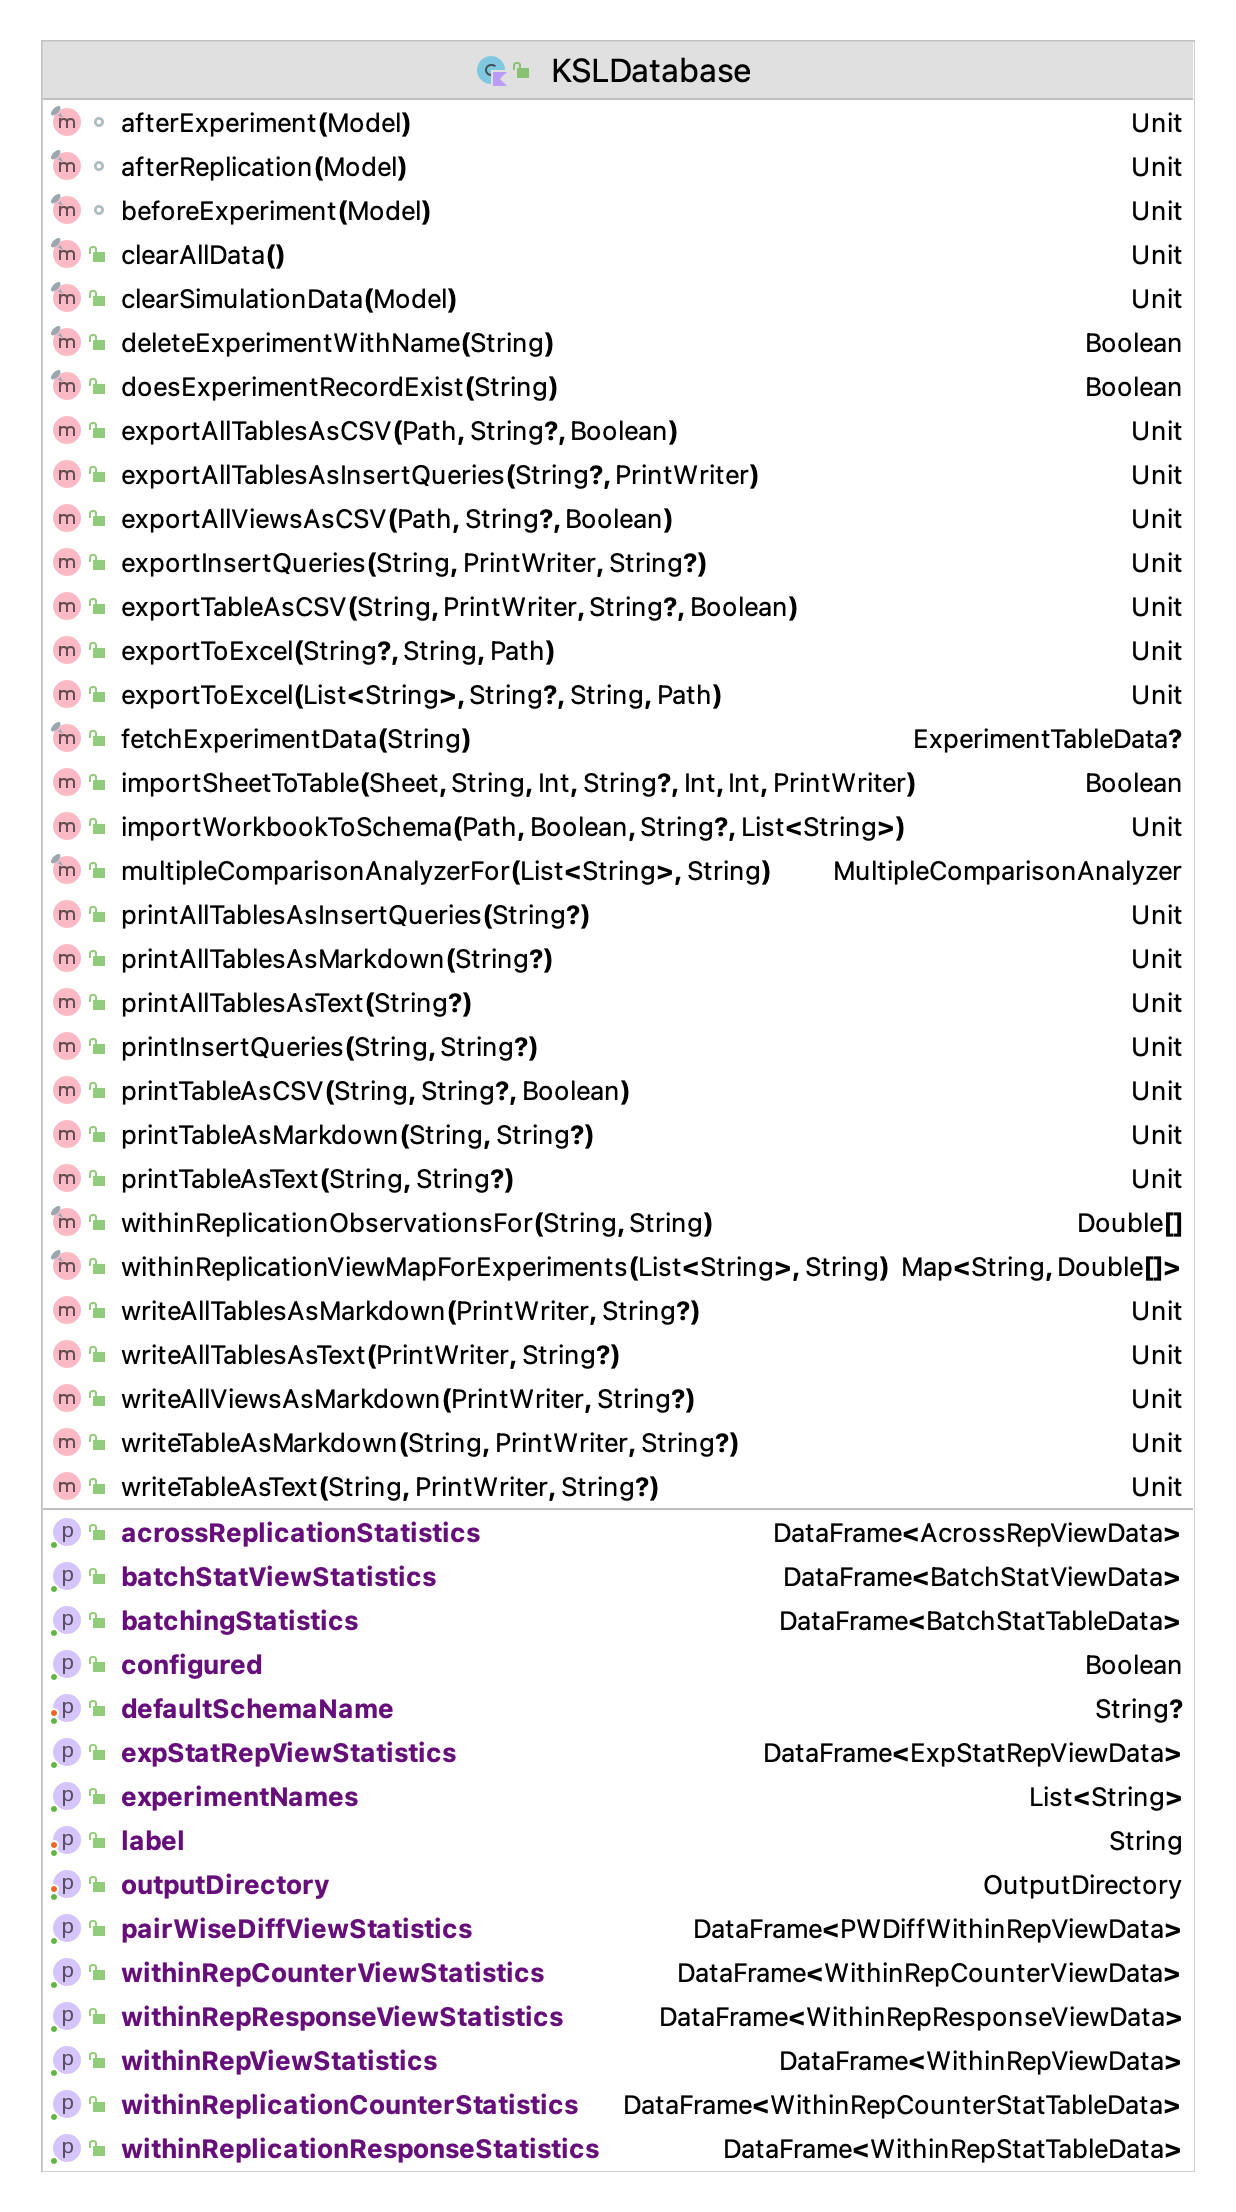 KSLDatabase
afterExperiment(Model) Unit
afterReplication(Model) Unit
beforeExperiment(Model) Unit
clearAllData() Unit
clearSimulationData(Model) Unit
deleteExperimentWithName(String) Boolean
doesExperimentRecordExist(String) Boolean
exportAllTablesAsCSV(Path, String?, Boolean) Unit
exportAllTablesAsInsertQueries(String?, PrintWriter) Unit
exportAllViewsAsCSV(Path, String?, Boolean) Unit
exportInsertQueries(String, PrintWriter, String?) Unit
exportTableAsCSV(String, PrintWriter, String?, Boolean) Unit
exportToExcel(String?, String, Path) Unit
exportToExcel(List<String>, String?, String, Path) Unit
fetchExperimentData(String) ExperimentTableData?
importSheetToTable(Sheet, String, Int, String?, Int, Int, PrintWriter) Boolean
importWorkbookToSchema(Path, Boolean, String?, List<String>) Unit
multipleComparisonAnalyzerFor(List<String>, String) MultipleComparisonAnalyzer
printAllTablesAsInsertQueries(String?) Unit
printAllTablesAsMarkdown(String?) Unit
printAllTablesAsText(String?) Unit
printInsertQueries(String, String?) Unit
printTableAsCSV(String, String?, Boolean) Unit
printTableAsMarkdown(String, String?) Unit
printTableAsText(String, String?) Unit
withinReplicationObservationsFor(String, String) Double[]
withinReplicationViewMapForExperiments(List<String>, String) Map<String, Double[]>
writeAllTablesAsMarkdown(PrintWriter, String?) Unit
writeAllTablesAsText(PrintWriter, String?) Unit
writeAllViewsAsMarkdown(PrintWriter, String?) Unit
writeTableAsMarkdown(String, PrintWriter, String?) Unit
writeTableAsText(String, PrintWriter, String?) Unit
acrossReplicationStatistics DataFrame<AcrossRepViewData>
batchStatViewStatistics DataFrame<BatchStatViewData>
batchingStatistics DataFrame<BatchStatTableData>
configured Boolean
defaultSchemaName String?
expStatRepViewStatistics DataFrame<ExpStatRepViewData>
experimentNames List<String>
label String
outputDirectory OutputDirectory
pairWiseDiffViewStatistics DataFrame<PWDiffWithinRepViewData>
withinRepCounterViewStatistics DataFrame<WithinRepCounterViewData>
withinRepResponseViewStatistics DataFrame<WithinRepResponseViewData>
withinRepViewStatistics DataFrame<WithinRepViewData>
withinReplicationCounterStatistics DataFrame<WithinRepCounterStatTableData>
withinReplicationResponseStatistics DataFrame<WithinRepStatTableData>